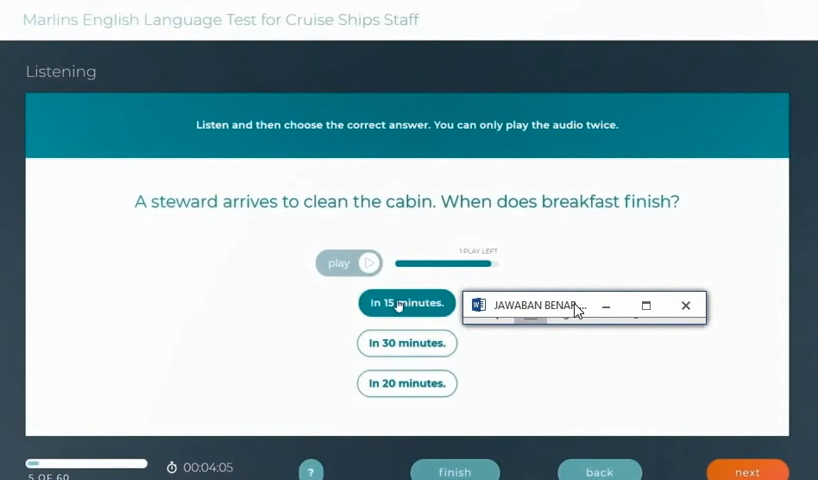 Marlins English Language Test for Cruise Ships Staff
Listening
Listen and then choose the correct answer. You can only play the audio twice.
A steward arrives to clean the cabin. When does breakfast finish?
1 PLAY LEFT
play
In 15 minutes.
JAWABAN BENAR...
In 30 minutes.
In 20 minutes.
5 OF 60
00:04:05
?
finish
back
next